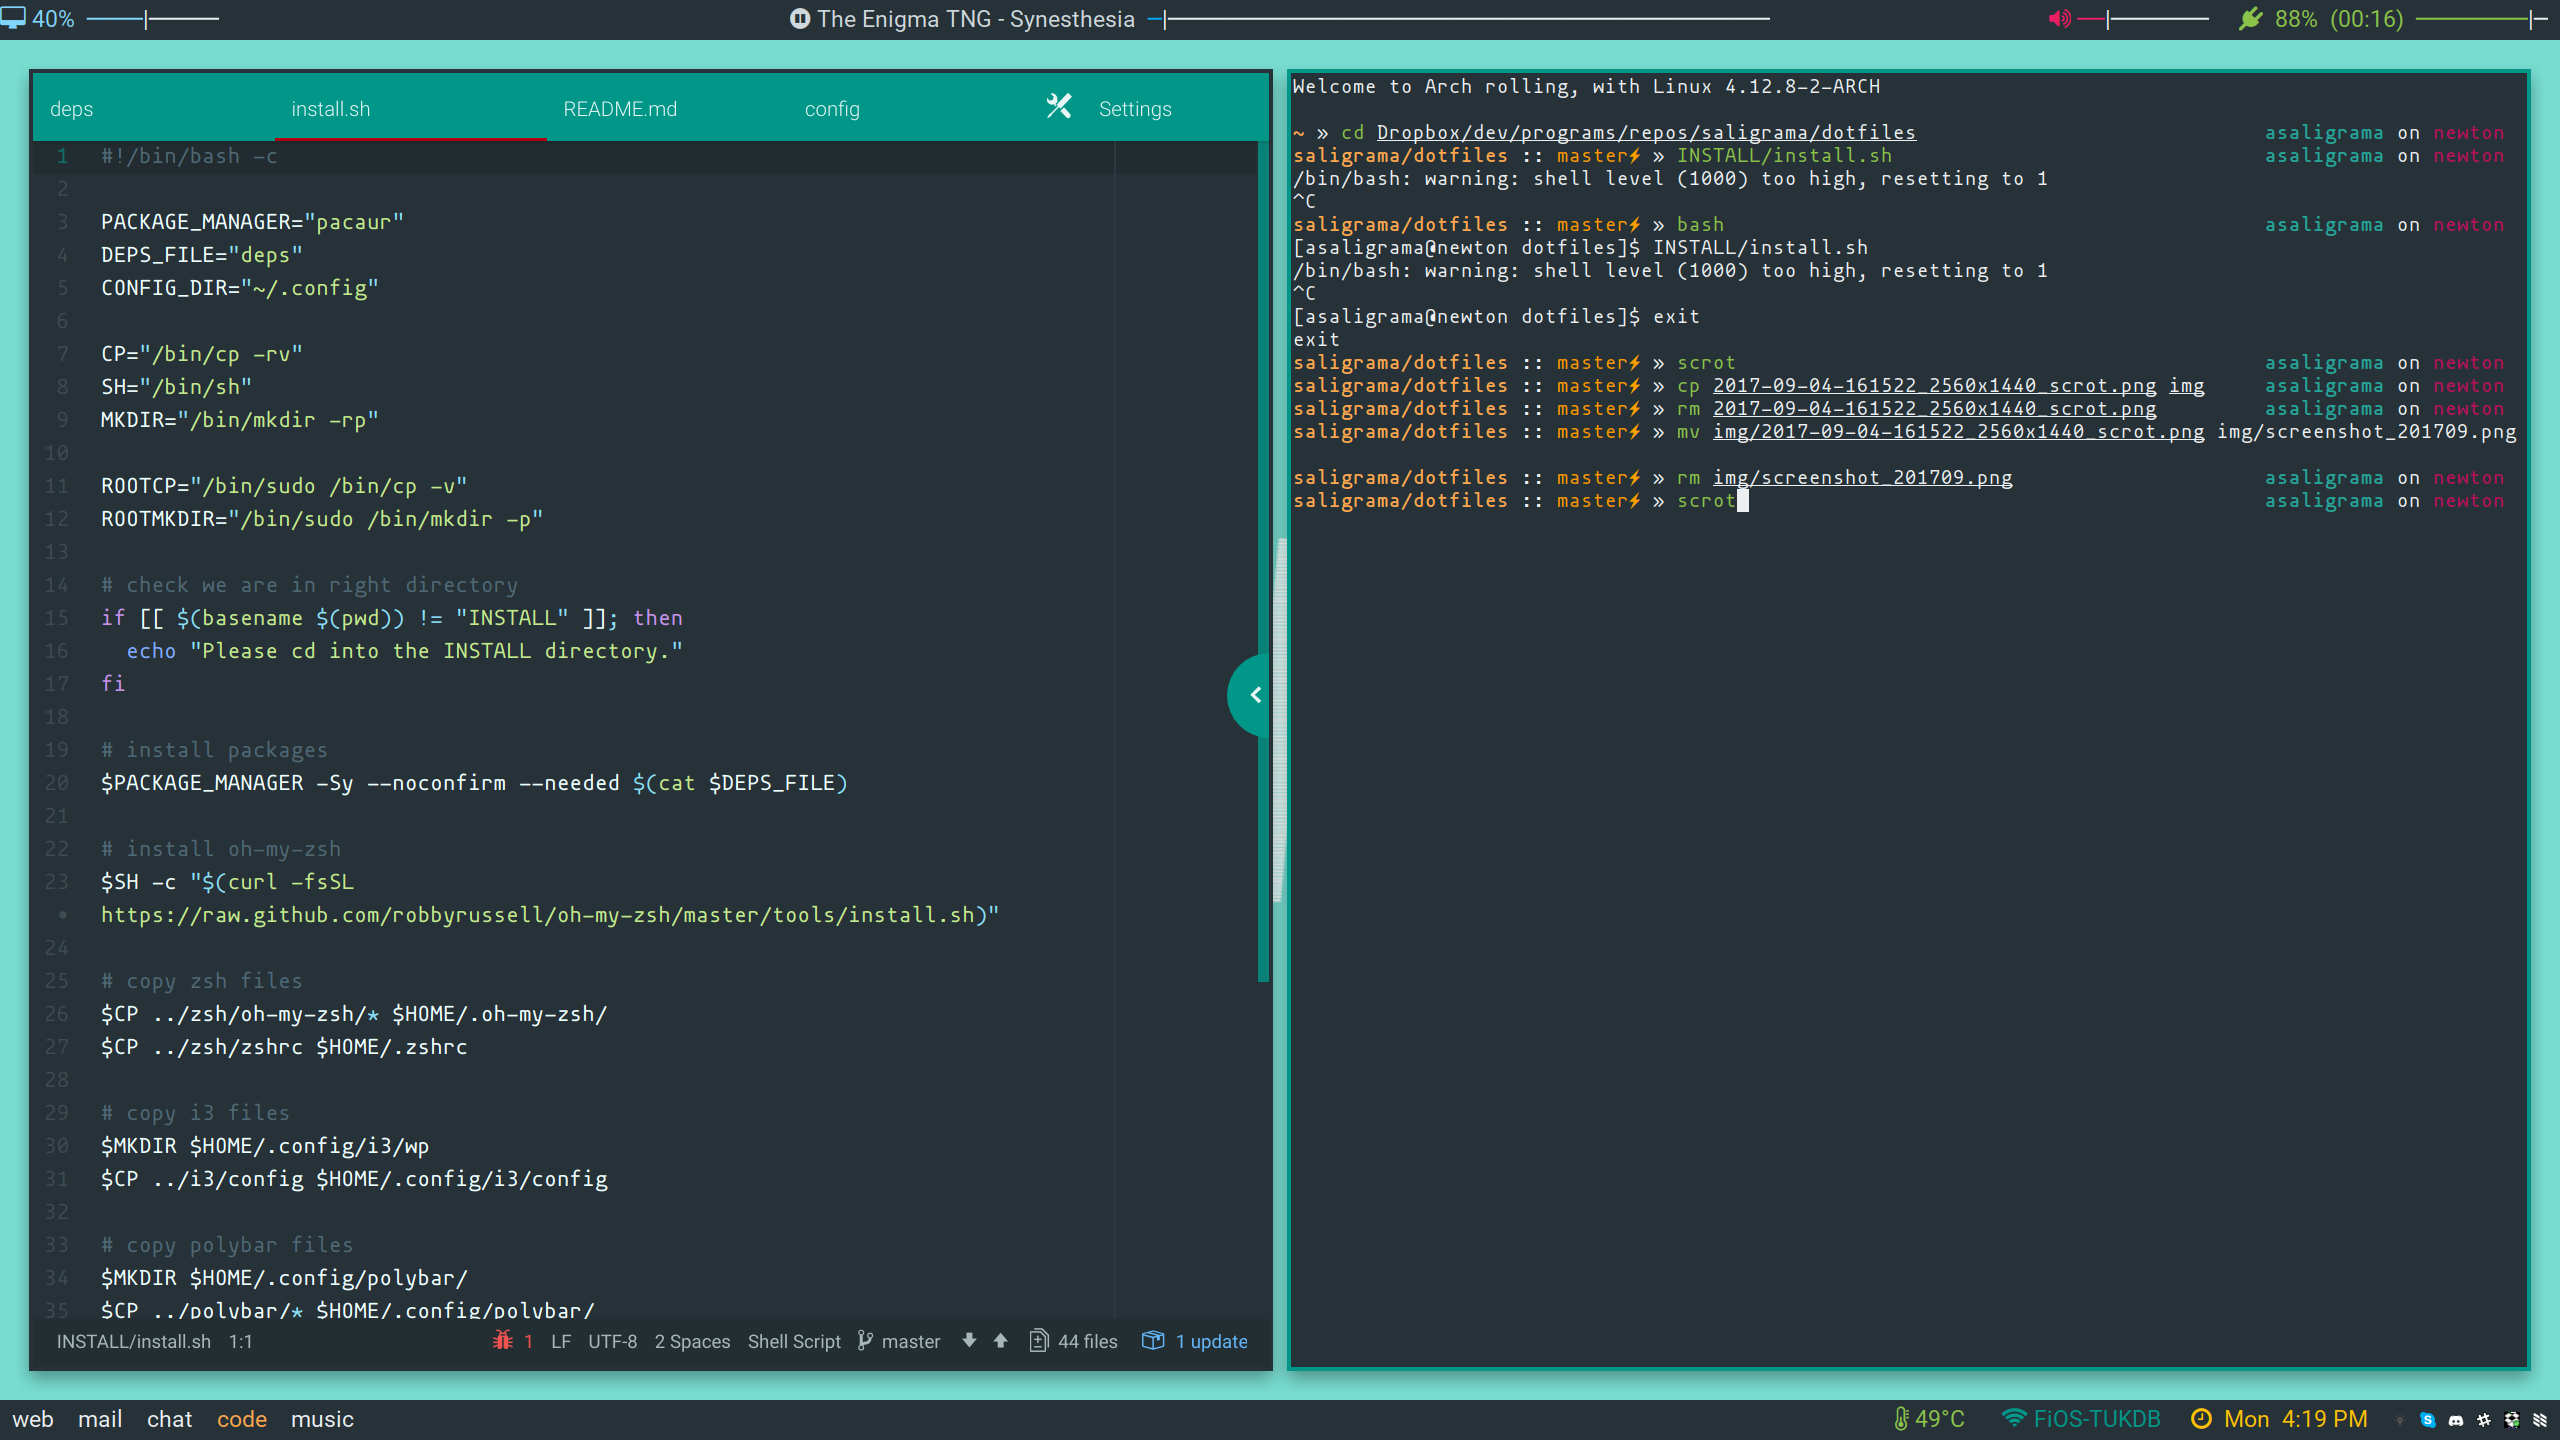 40%
The Enigma TNG - Synesthesia
88% (00:16)
deps install.sh README.md config Settings
1 #!/bin/bash -c
2
3 PACKAGE_MANAGER="pacaur"
4 DEPS_FILE="deps"
5 CONFIG_DIR="~/.config"
6
7 CP="/bin/cp -rv"
8 SH="/bin/sh"
9 MKDIR="/bin/mkdir -rp"
10
11 ROOTCP="/bin/sudo /bin/cp -v"
12 ROOTMKDIR="/bin/sudo /bin/mkdir -p"
13
14 # check we are in right directory
15 if [[ $(basename $(pwd)) != "INSTALL" ]]; then
16 echo "Please cd into the INSTALL directory."
17 fi
18
19 # install packages
20 $PACKAGE_MANAGER -Sy --noconfirm --needed $(cat $DEPS_FILE)
21
22 # install oh-my-zsh
23 $SH -c "$(curl -fsSL
• https://raw.github.com/robbyrussell/oh-my-zsh/master/tools/install.sh)"
24
25 # copy zsh files
26 $CP ../zsh/oh-my-zsh/* $HOME/.oh-my-zsh/
27 $CP ../zsh/zshrc $HOME/.zshrc
28
29 # copy i3 files
30 $MKDIR $HOME/.config/i3/wp
31 $CP ../i3/config $HOME/.config/i3/config
32
33 # copy polybar files
34 $MKDIR $HOME/.config/polybar/
35 $CP ../polybar/* $HOME/.config/polybar/
INSTALL/install.sh 1:1 1 LF UTF-8 2 Spaces Shell Script master 44 files 1 update
Welcome to Arch rolling, with Linux 4.12.8-2-ARCH
~ » cd Dropbox/dev/programs/repos/saligrama/dotfiles asaligrama on newton
saligrama/dotfiles :: master⚡ » INSTALL/install.sh asaligrama on newton
/bin/bash: warning: shell level (1000) too high, resetting to 1
^C
saligrama/dotfiles :: master⚡ » bash asaligrama on newton
[asaligrama@newton dotfiles]$ INSTALL/install.sh
/bin/bash: warning: shell level (1000) too high, resetting to 1
^C
[asaligrama@newton dotfiles]$ exit
exit
saligrama/dotfiles :: master⚡ » scrot asaligrama on newton
saligrama/dotfiles :: master⚡ » cp 2017-09-04-161522_2560x1440_scrot.png img asaligrama on newton
saligrama/dotfiles :: master⚡ » rm 2017-09-04-161522_2560x1440_scrot.png asaligrama on newton
saligrama/dotfiles :: master⚡ » mv img/2017-09-04-161522_2560x1440_scrot.png img/screenshot_201709.png
saligrama/dotfiles :: master⚡ » rm img/screenshot_201709.png asaligrama on newton
saligrama/dotfiles :: master⚡ » scrot asaligrama on newton
web mail chat code music
49°C FiOS-TUKDB Mon 4:19 PM